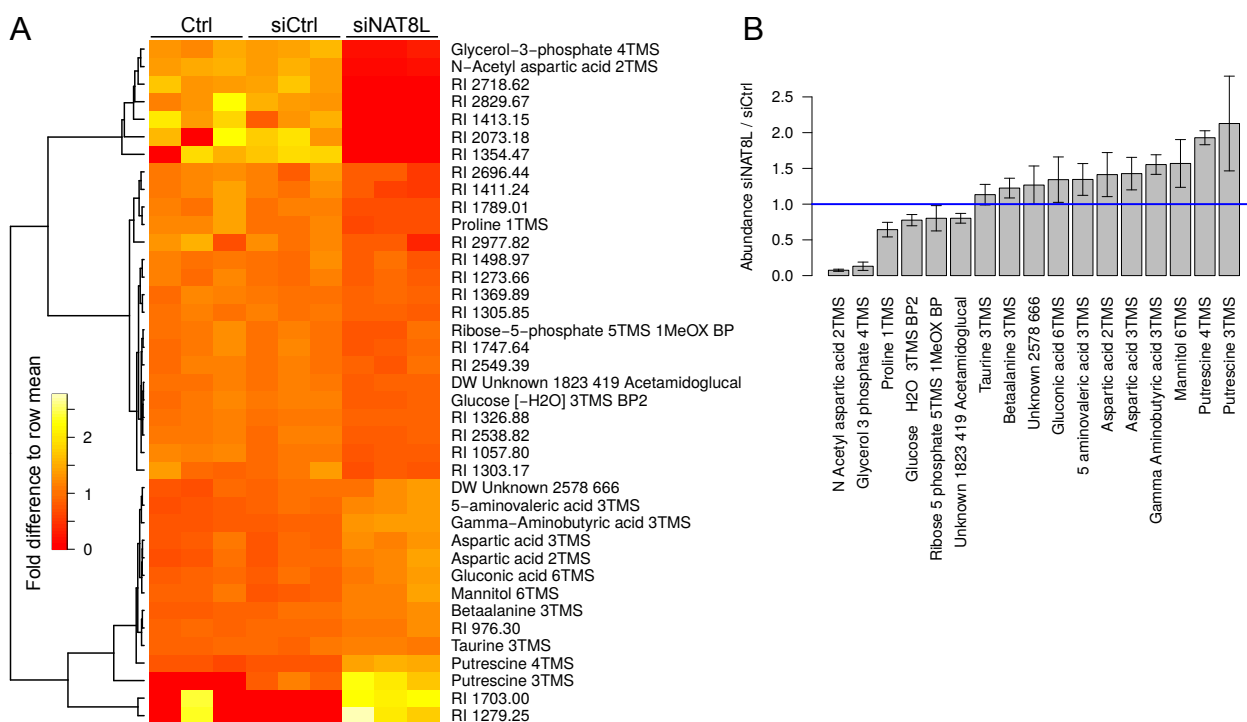 A
Ctrl
siCtrl
siNAT8L
Glycerol-3-phosphate 4TMS
N-Acetyl aspartic acid 2TMS
RI 2718.62
RI 2829.67
RI 1413.15
RI 2073.18
RI 1354.47
RI 2696.44
RI 1411.24
RI 1789.01
Proline 1TMS
RI 2977.82
RI 1498.97
RI 1273.66
RI 1369.89
RI 1305.85
Ribose-5-phosphate 5TMS 1MeOX BP
RI 1747.64
RI 2549.39
DW Unknown 1823 419 Acetamidoglucal
Glucose [-H2O] 3TMS BP2
RI 1326.88
RI 2538.82
RI 1057.80
RI 1303.17
DW Unknown 2578 666
5-aminovaleric acid 3TMS
Gamma-Aminobutyric acid 3TMS
Aspartic acid 3TMS
Aspartic acid 2TMS
Gluconic acid 6TMS
Mannitol 6TMS
Betaalanine 3TMS
RI 976.30
Taurine 3TMS
Putrescine 4TMS
Putrescine 3TMS
RI 1703.00
RI 1279.25
Fold difference to row mean
2
1
0
B
Abundance siNAT8L / siCtrl
2.5
2.0
1.5
1.0
0.5
0.0
N Acetyl aspartic acid 2TMS
Glycerol 3 phosphate 4TMS
Proline 1TMS
Glucose H2O 3TMS BP2
Ribose 5 phosphate 5TMS 1MeOX BP
Unknown 1823 419 Acetamidoglucal
Taurine 3TMS
Betaalanine 3TMS
Unknown 2578 666
Gluconic acid 6TMS
5 aminovaleric acid 3TMS
Aspartic acid 2TMS
Aspartic acid 3TMS
Gamma Aminobutyric acid 3TMS
Mannitol 6TMS
Putrescine 4TMS
Putrescine 3TMS